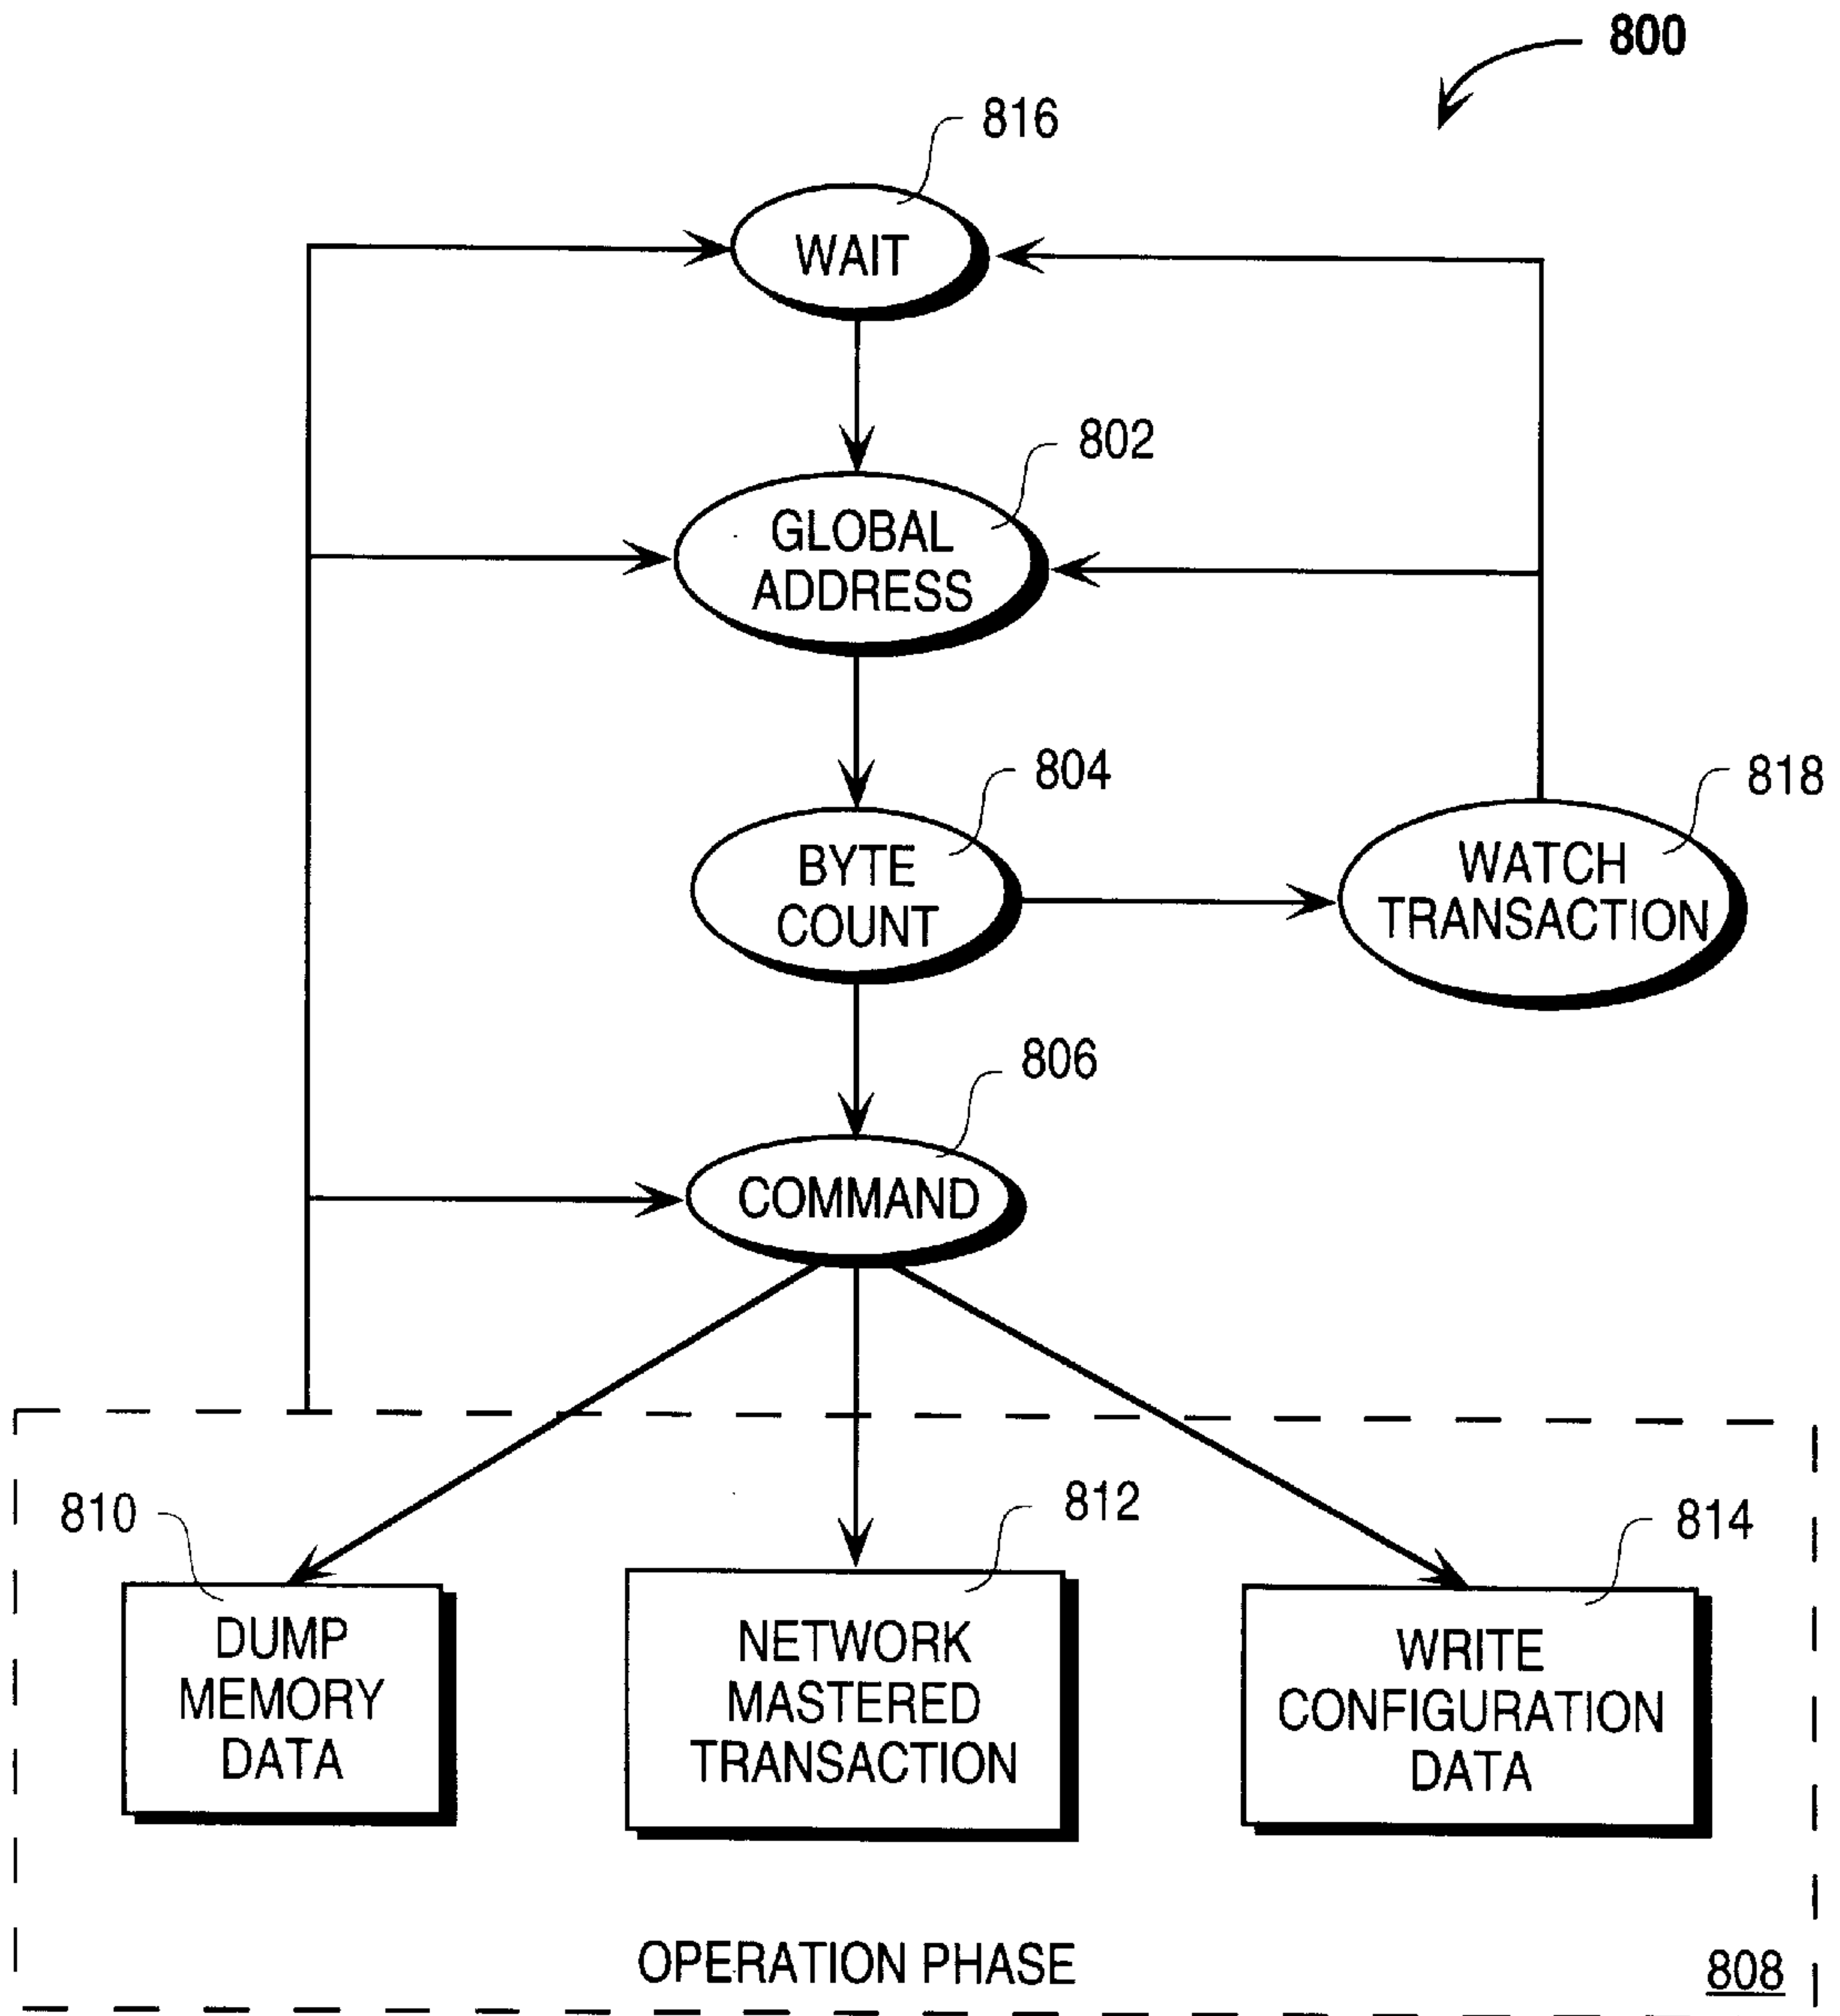 800
816
WAIT
802
GLOBAL
ADDRESS
804
BYTE
COUNT
818
WATCH
TRANSACTION
806
COMMAND
810
DUMP
MEMORY
DATA
812
NETWORK
MASTERED
TRANSACTION
814
WRITE
CONFIGURATION
DATA
OPERATION PHASE
808